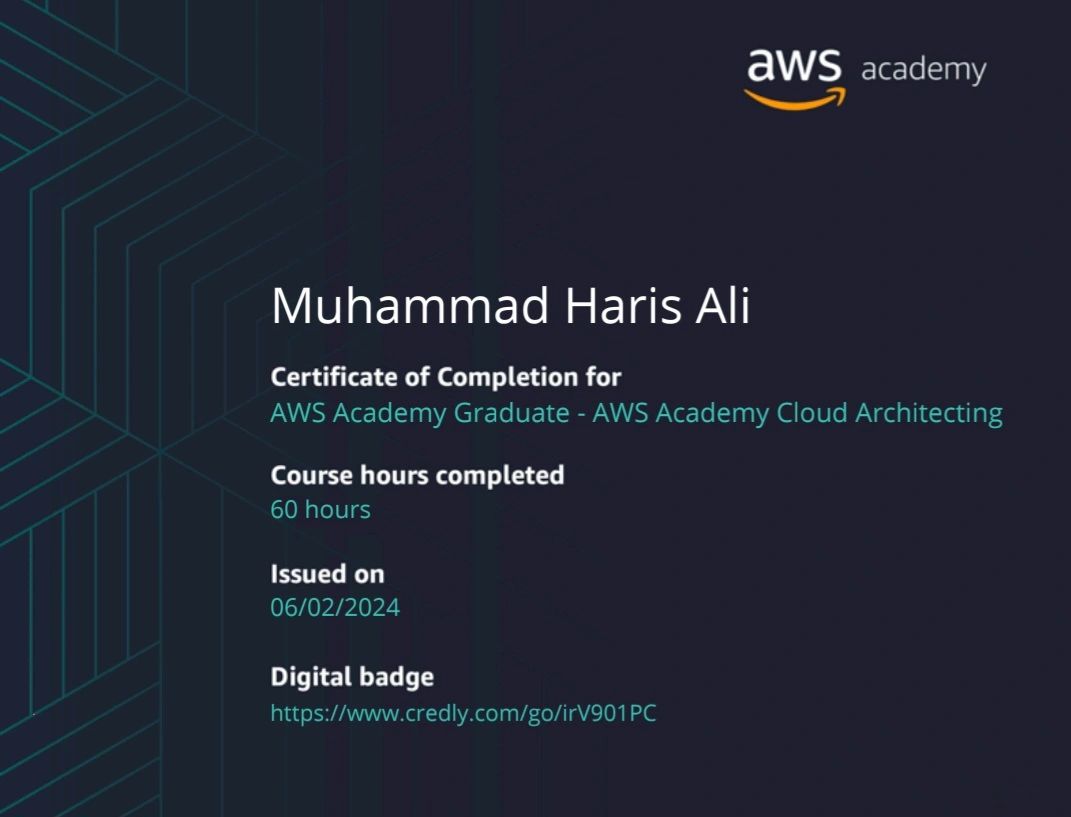 aws academy
Muhammad Haris Ali
Certificate of Completion for
AWS Academy Graduate - AWS Academy Cloud Architecting
Course hours completed
60 hours
Issued on
06/02/2024
Digital badge
https://www.credly.com/go/irV901PC